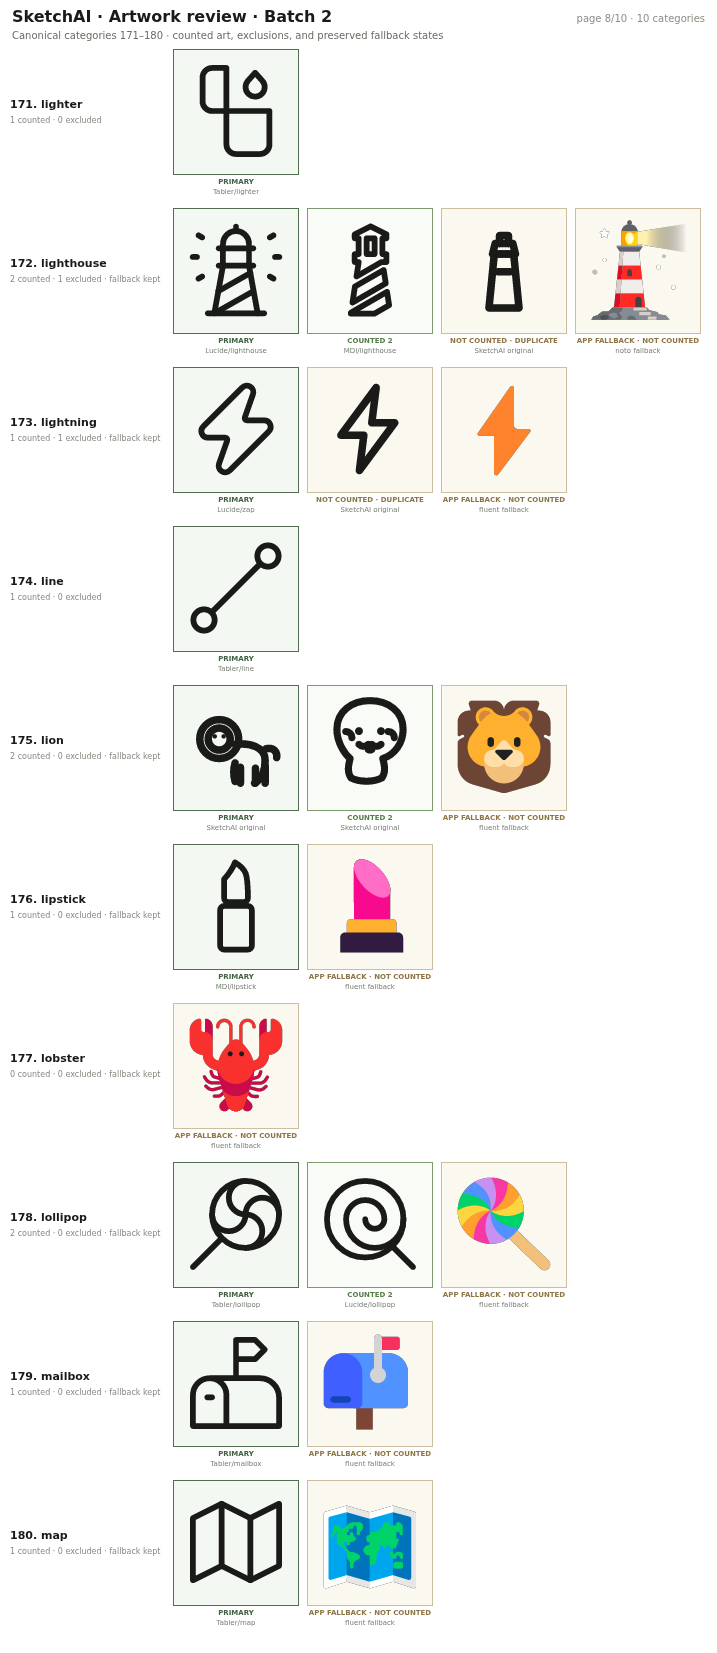 SketchAI · Artwork review · Batch 2
page 8/10 · 10 categories
Canonical categories 171–180 · counted art, exclusions, and preserved fallback states
171. lighter
1 counted · 0 excluded
PRIMARY
Tabler/lighter
172. lighthouse
2 counted · 1 excluded · fallback kept
PRIMARY
Lucide/lighthouse
COUNTED 2
MDI/lighthouse
NOT COUNTED · DUPLICATE
SketchAI original
APP FALLBACK · NOT COUNTED
noto fallback
173. lightning
1 counted · 1 excluded · fallback kept
PRIMARY
Lucide/zap
NOT COUNTED · DUPLICATE
SketchAI original
APP FALLBACK · NOT COUNTED
fluent fallback
174. line
1 counted · 0 excluded
PRIMARY
Tabler/line
175. lion
2 counted · 0 excluded · fallback kept
PRIMARY
SketchAI original
COUNTED 2
SketchAI original
APP FALLBACK · NOT COUNTED
fluent fallback
176. lipstick
1 counted · 0 excluded · fallback kept
PRIMARY
MDI/lipstick
APP FALLBACK · NOT COUNTED
fluent fallback
177. lobster
0 counted · 0 excluded · fallback kept
APP FALLBACK · NOT COUNTED
fluent fallback
178. lollipop
2 counted · 0 excluded · fallback kept
PRIMARY
Tabler/lollipop
COUNTED 2
Lucide/lollipop
APP FALLBACK · NOT COUNTED
fluent fallback
179. mailbox
1 counted · 0 excluded · fallback kept
PRIMARY
Tabler/mailbox
APP FALLBACK · NOT COUNTED
fluent fallback
180. map
1 counted · 0 excluded · fallback kept
PRIMARY
Tabler/map
APP FALLBACK · NOT COUNTED
fluent fallback